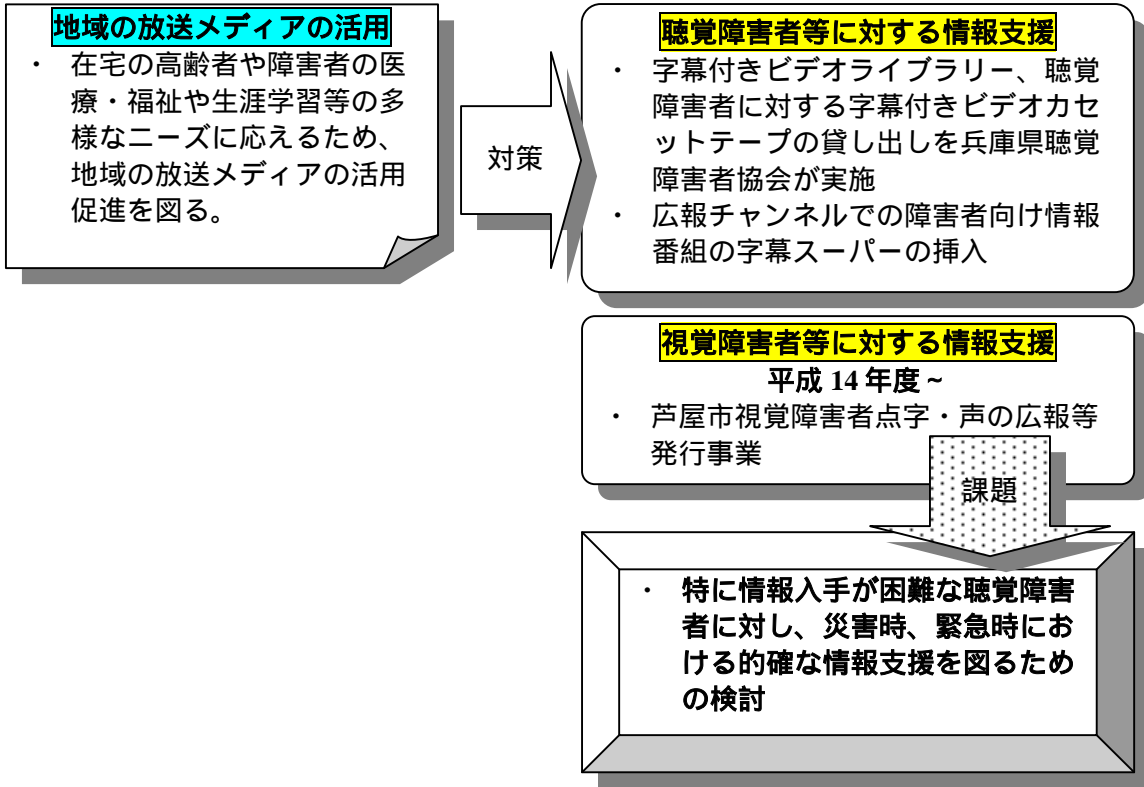 地域の放送メディアの活用
・ 在宅の高齢者や障害者の医
療・福祉や生涯学習等の多
様なニーズに応えるため、
地域の放送メディアの活用
促進を図る。
対策
聴覚障害者等に対する情報支援
・ 字幕付きビデオライブラリー、聴覚
障害者に対する字幕付きビデオカセ
ットテープの貸し出しを兵庫県聴覚
障害者協会が実施
・ 広報チャンネルでの障害者向け情報
番組の字幕スーパーの挿入
視覚障害者等に対する情報支援
平成 14 年度~
・ 芦屋市視覚障害者点字・声の広報等
発行事業
課題
・ 特に情報入手が困難な聴覚障害
者に対し、災害時、緊急時にお
ける的確な情報支援を図るため
の検討